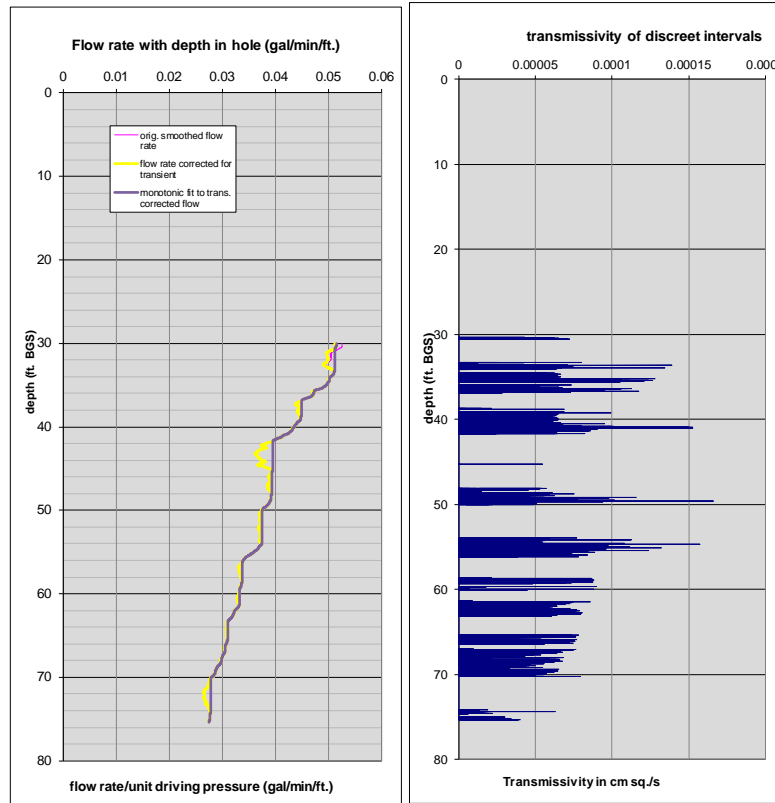 Flow rate with depth in hole (gal/min/ft.)
0 0.01 0.02 0.03 0.04 0.05 0.06
0
10
20
30
40
50
60
70
80
depth (ft. BGS)
orig. smoothed flow
rate
flow rate corrected for
transient
monotonic fit to trans.
corrected flow
flow rate/unit driving pressure (gal/min/ft.)
transmissivity of discreet intervals
0 0.00005 0.0001 0.00015 0.000
0
10
20
30
40
50
60
70
80
depth (ft. BGS)
Transmissivity in cm sq./s